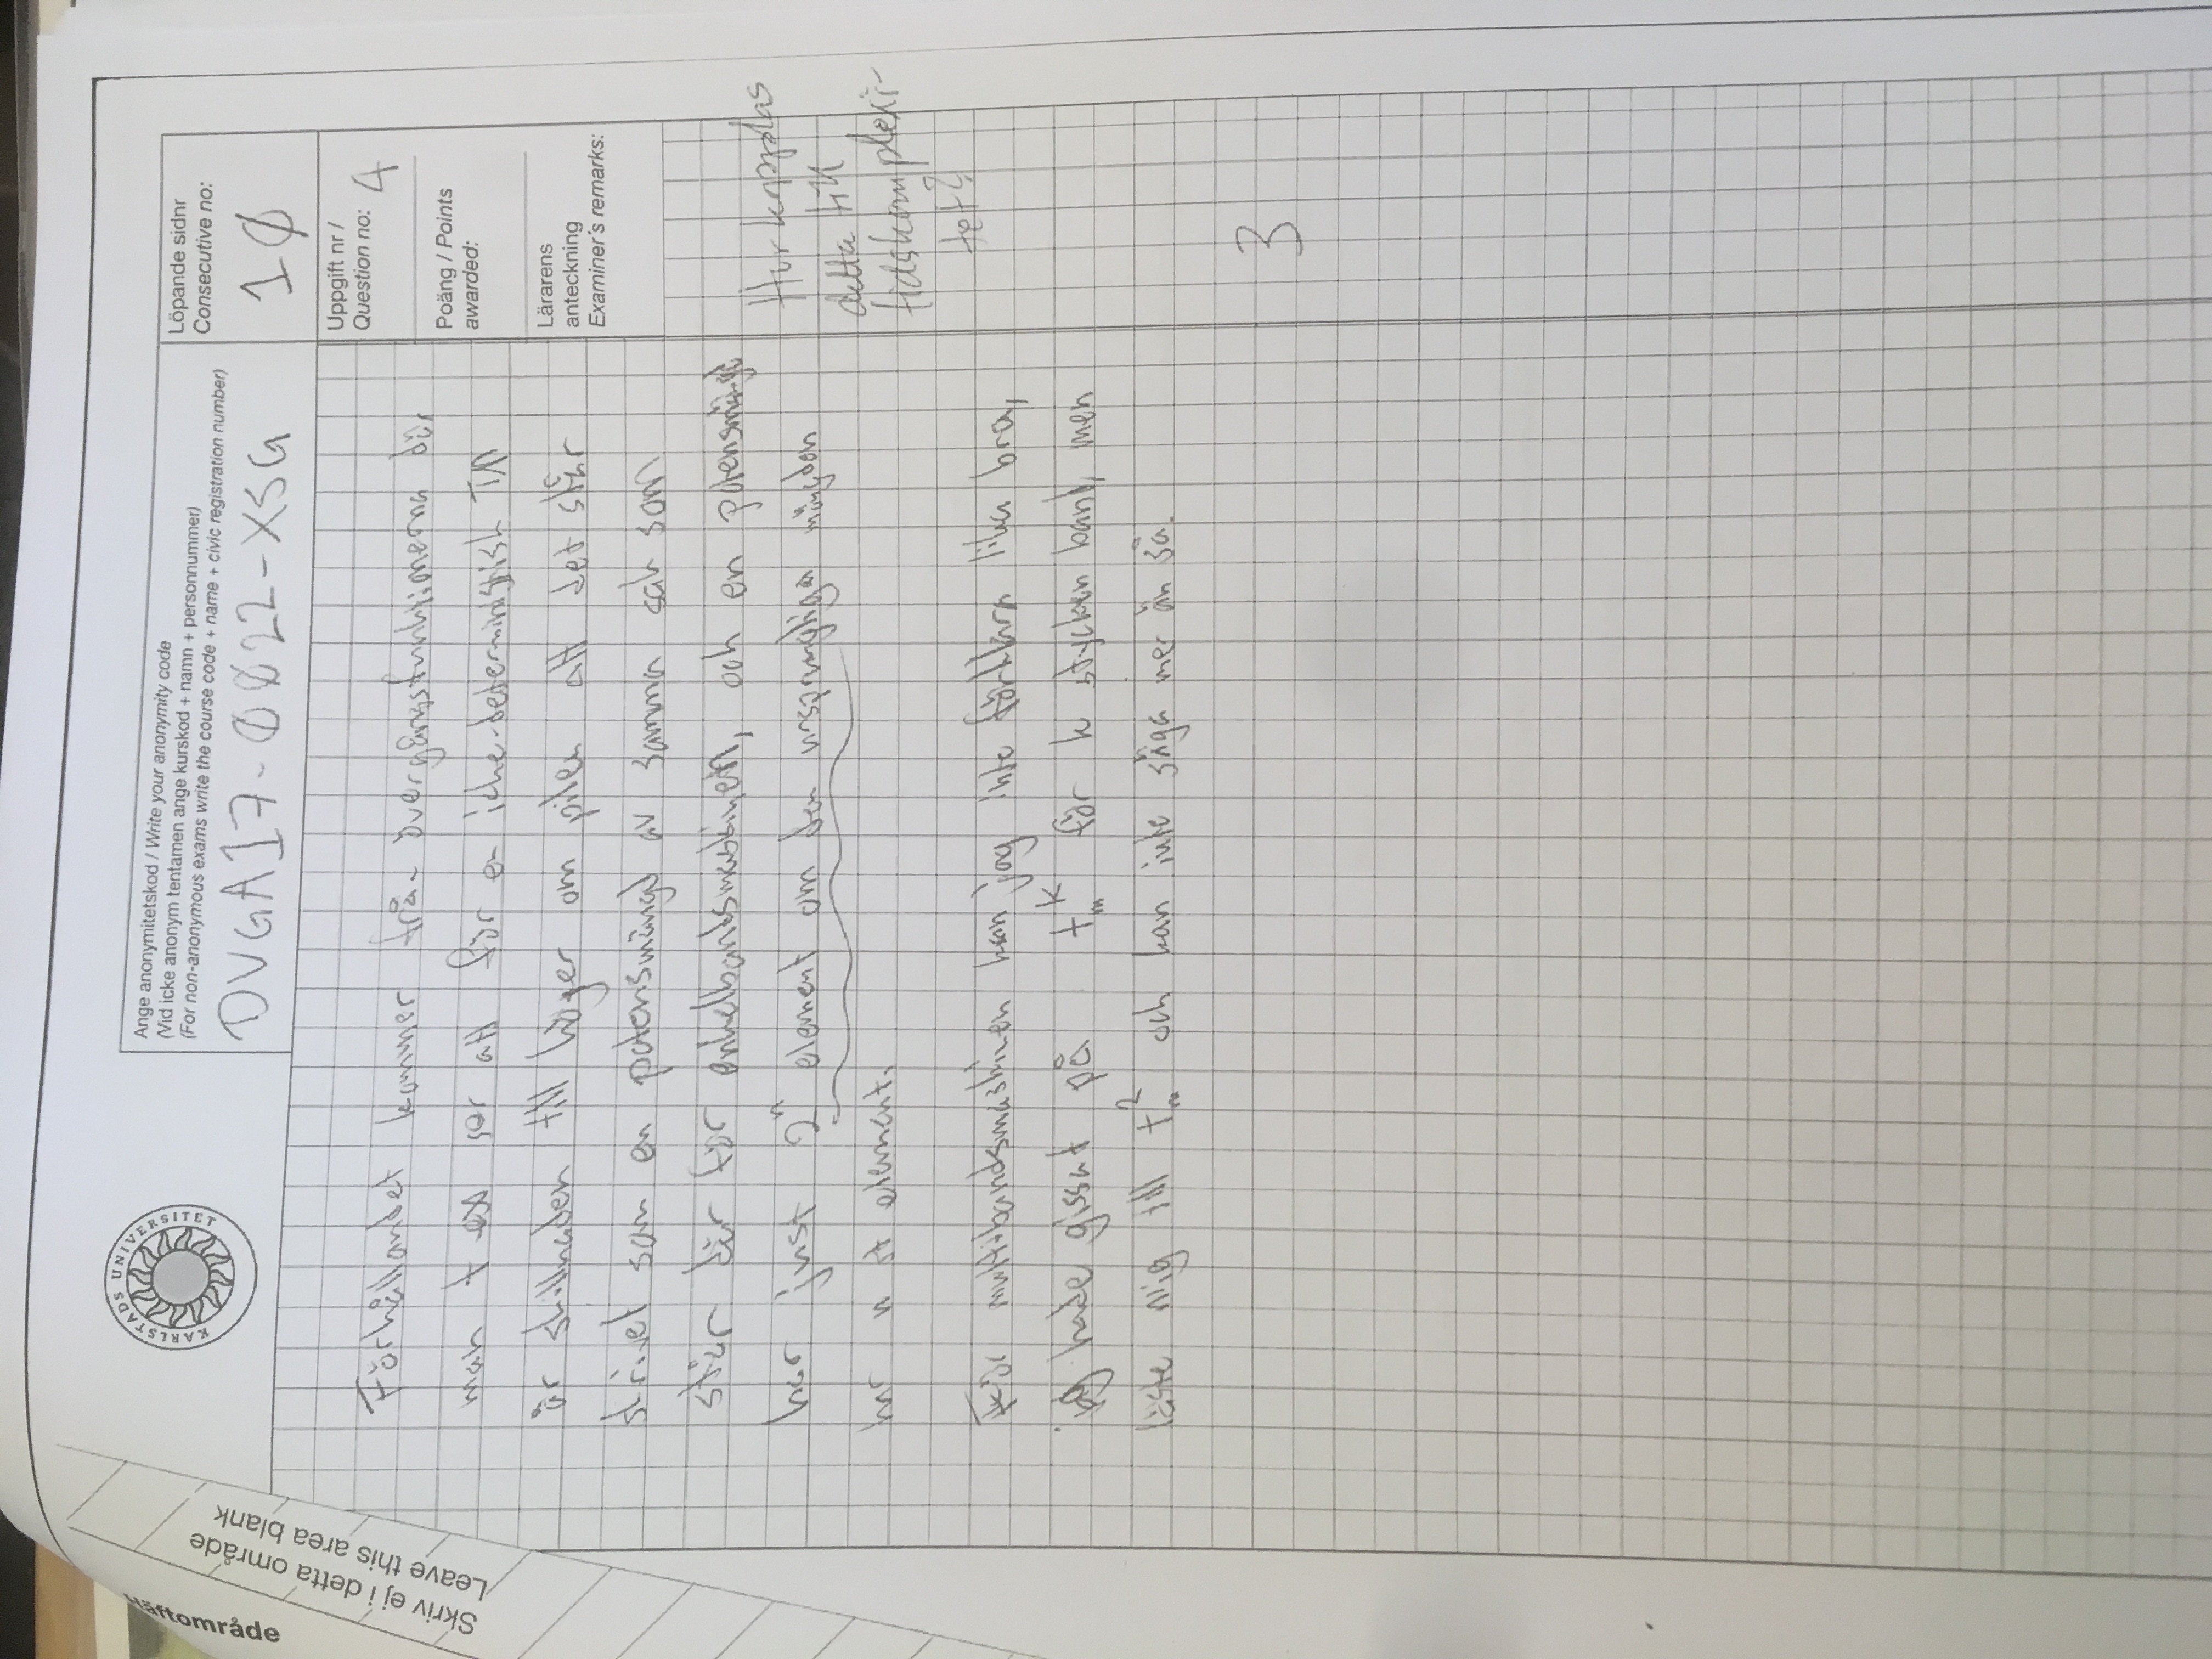 Häftområde
Skriv ej i detta område
Leave this area blank
KARLSTADS UNIVERSITET
Ange anonymitetskod / Write your anonymity code
(Vid icke anonym tentamen ange kurskod + namn + personnummer)
(For non-anonymous exams write the course code + name + civic registration number)
DVGA17-0022-XSG
Löpande sidnr
Consecutive no:
10
Uppgift nr /
Question no: 4
Poäng / Points
awarded:
Lärarens
anteckning
Examiner's remarks:
Förhållandet kommer från övergångsfunktionerna där
man t ex ser att för en icke-deterministisk TM
är skillnaden till höger om pilen att det står
skrivet som en potensmängd av samma sak som
står där för enkelbandsmaskinen, och en potensmängd
har just 2^n element om den ursprungliga mängden
har n st element.
För multibandsmaskinen kan jag inte förklara lika bra,
jag hade gissat på t_m^k för k stycken band, men
läste mig till t_m^2 och kan inte säga mer än så.
Hur kopplas
detta till
tidskomplexi-
tet?
3